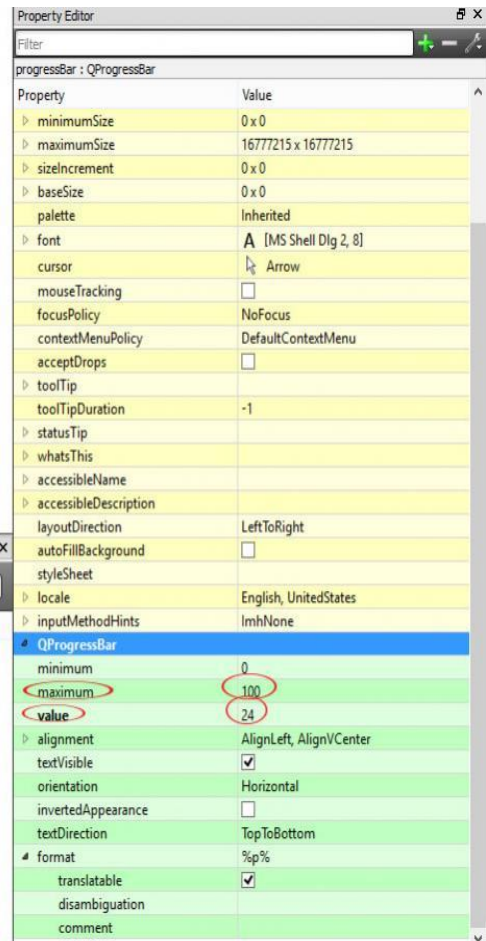 Property Editor
Filter
progressBar : QProgressBar
Property Value
minimumSize 0 x 0
maximumSize 16777215 x 16777215
sizeIncrement 0 x 0
baseSize 0 x 0
palette Inherited
font A [MS Shell Dlg 2, 8]
cursor Arrow
mouseTracking
focusPolicy NoFocus
contextMenuPolicy DefaultContextMenu
acceptDrops
toolTip
toolTipDuration -1
statusTip
whatsThis
accessibleName
accessibleDescription
layoutDirection LeftToRight
autoFillBackground
styleSheet
locale English, UnitedStates
inputMethodHints ImhNone
QProgressBar
minimum 0
maximum 100
value 24
alignment AlignLeft, AlignVCenter
textVisible
orientation Horizontal
invertedAppearance
textDirection TopToBottom
format %p%
translatable
disambiguation
comment